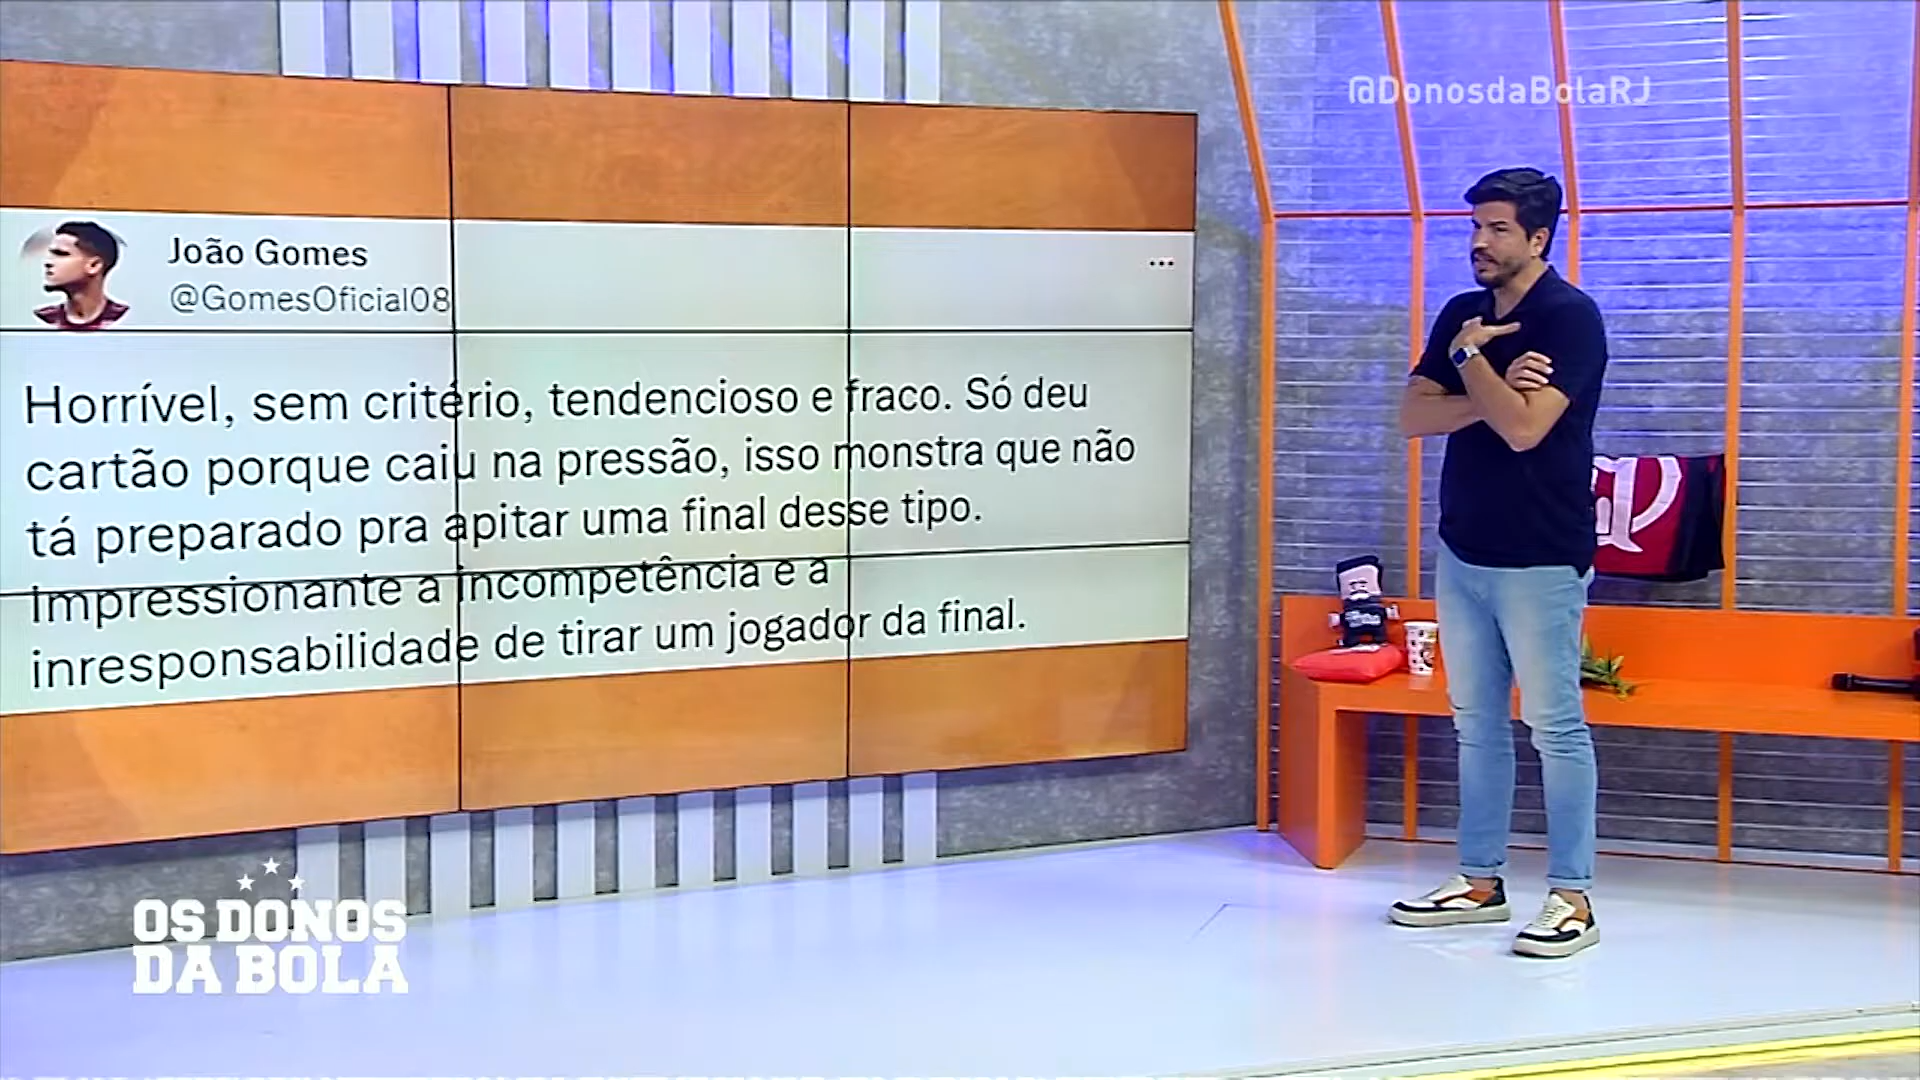 @DonosdaBolaRJ
João Gomes
@GomesOficial08
...
Horrível, sem critério, tendencioso e fraco. Só deu
cartão porque caiu na pressão, isso monstra que não
tá preparado pra apitar uma final desse tipo.
Impressionante a incompetência e a
inresponsabilidade de tirar um jogador da final.
OS DONOS
DA BOLA